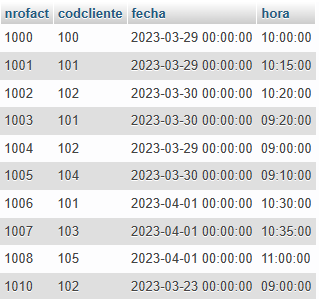 nrofact codcliente fecha hora
1000 100 2023-03-29 00:00:00 10:00:00
1001 101 2023-03-29 00:00:00 10:15:00
1002 102 2023-03-30 00:00:00 10:20:00
1003 101 2023-03-30 00:00:00 09:20:00
1004 102 2023-03-29 00:00:00 09:00:00
1005 104 2023-03-30 00:00:00 09:10:00
1006 101 2023-04-01 00:00:00 10:30:00
1007 103 2023-04-01 00:00:00 10:35:00
1008 105 2023-04-01 00:00:00 11:00:00
1010 102 2023-03-23 00:00:00 09:00:00